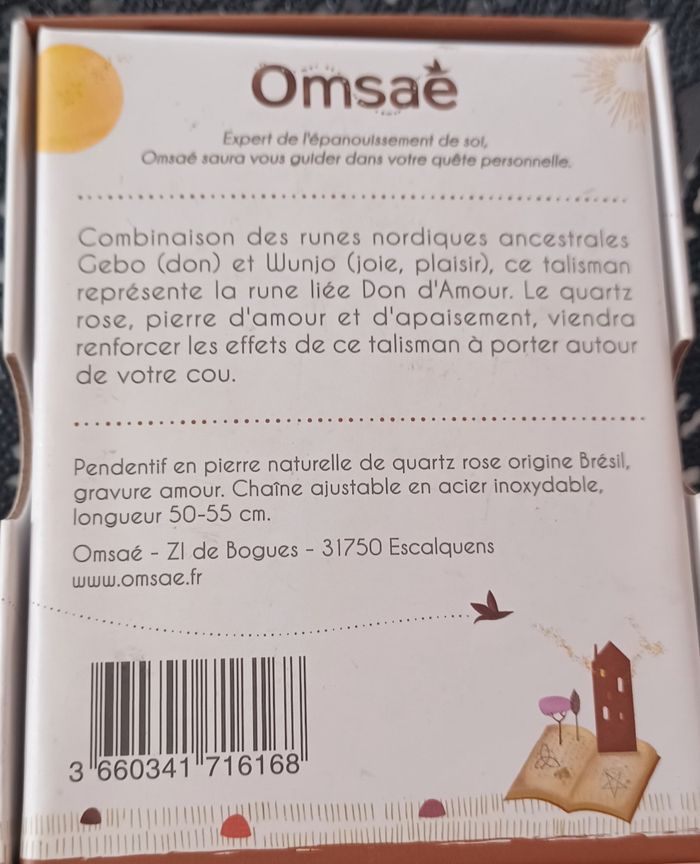 Omsaé
Expert de l'épanouissement de soi,
Omsaé saura vous guider dans votre quête personnelle.
Combinaison des runes nordiques ancestrales
Gebo (don) et Wunjo (joie, plaisir), ce talisman
représente la rune liée Don d'Amour. Le quartz
rose, pierre d'amour et d'apaisement, viendra
renforcer les effets de ce talisman à porter autour
de votre cou.
Pendentif en pierre naturelle de quartz rose origine Brésil,
gravure amour. Chaîne ajustable en acier inoxydable,
longueur 50-55 cm.
Omsaé - ZI de Bogues - 31750 Escalquens
www.omsae.fr
3 660341 716168